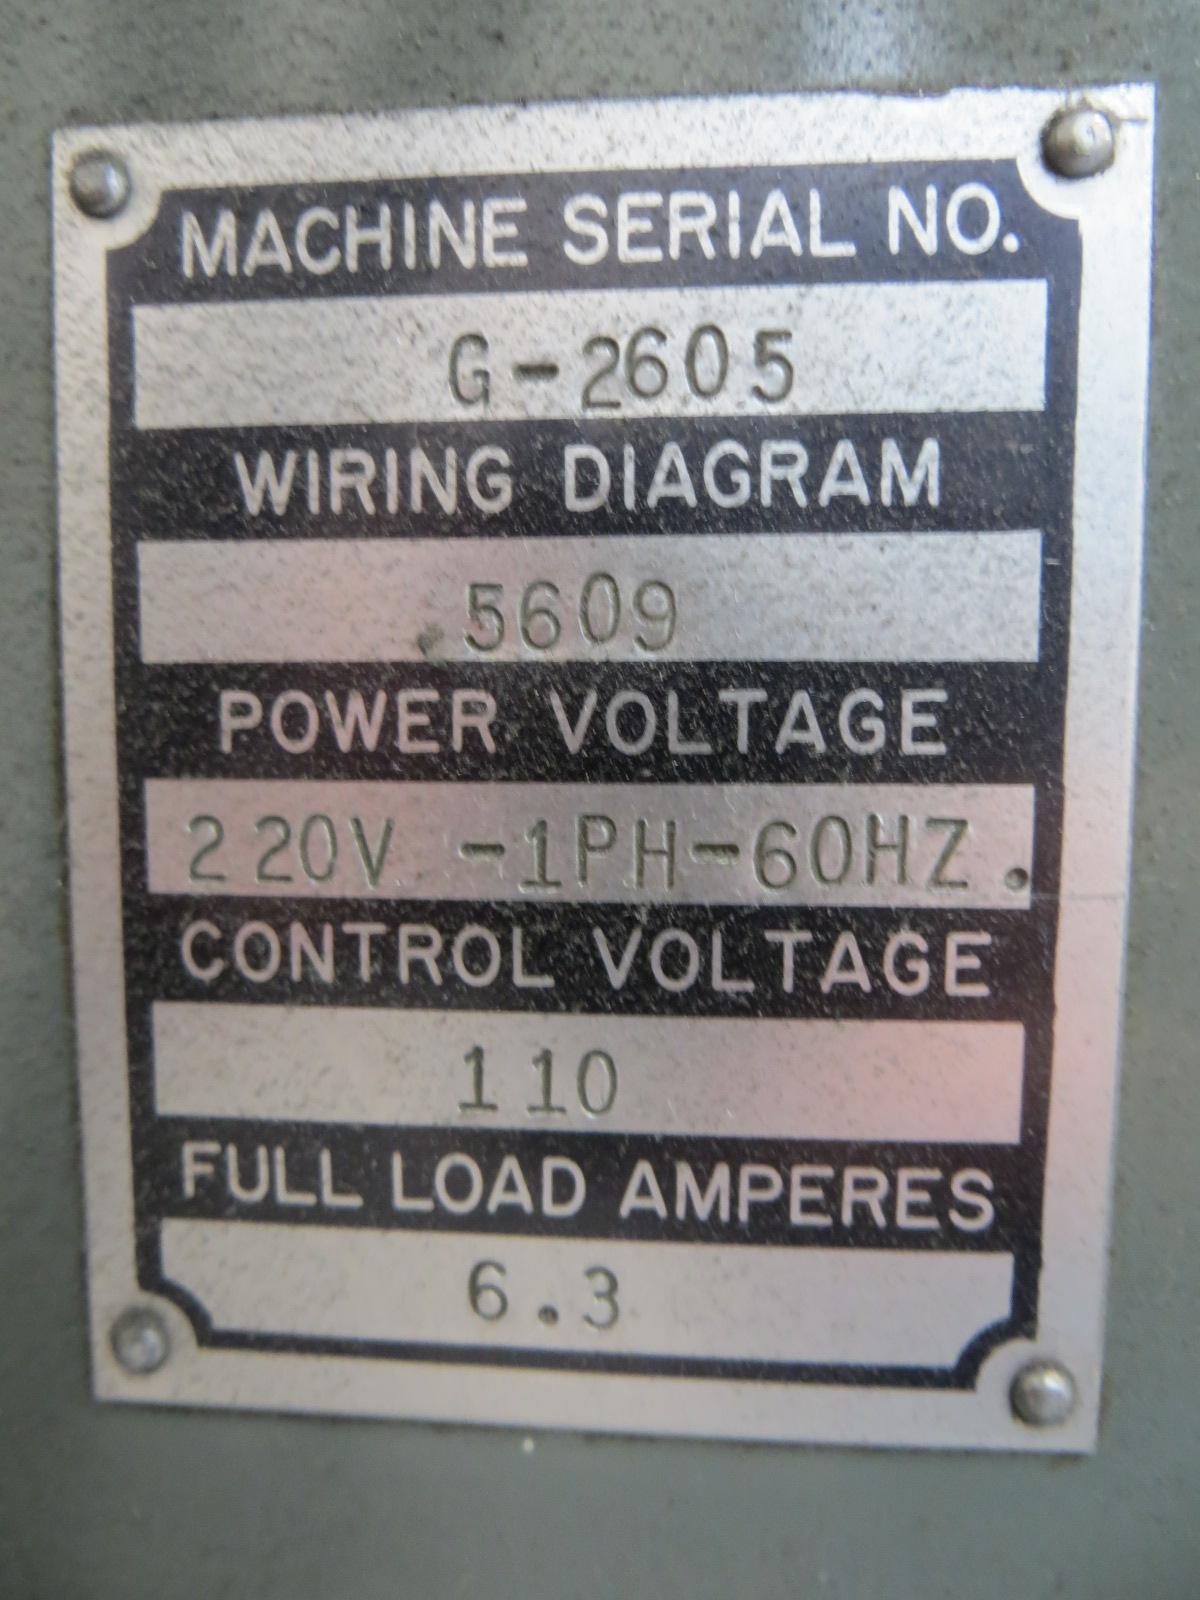 MACHINE SERIAL NO.
G-2605
WIRING DIAGRAM
5609
POWER VOLTAGE
220V -1PH-60HZ.
CONTROL VOLTAGE
110
FULL LOAD AMPERES
6.3